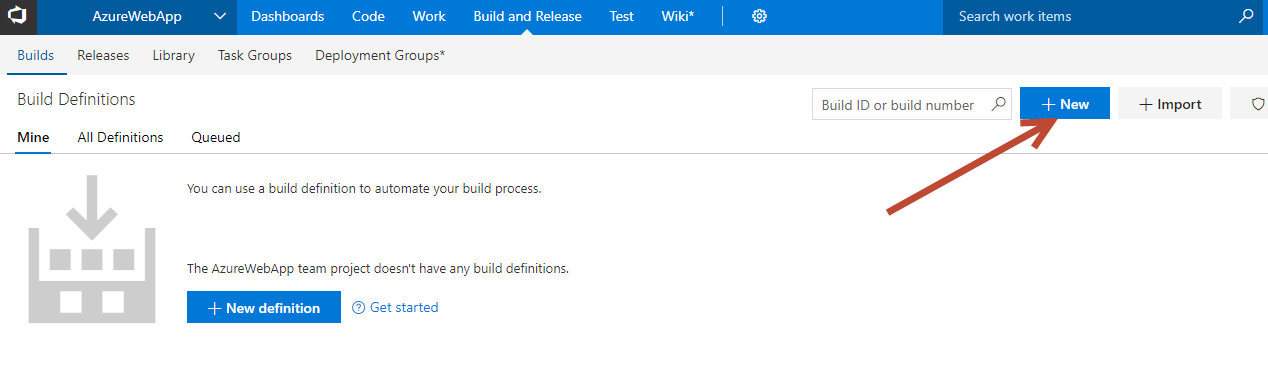 AzureWebApp Dashboards Code Work Build and Release Test Wiki* Search work items
Builds Releases Library Task Groups Deployment Groups*
Build Definitions
Build ID or build number + New + Import
Mine All Definitions Queued
You can use a build definition to automate your build process.
The AzureWebApp team project doesn't have any build definitions.
+ New definition ? Get started